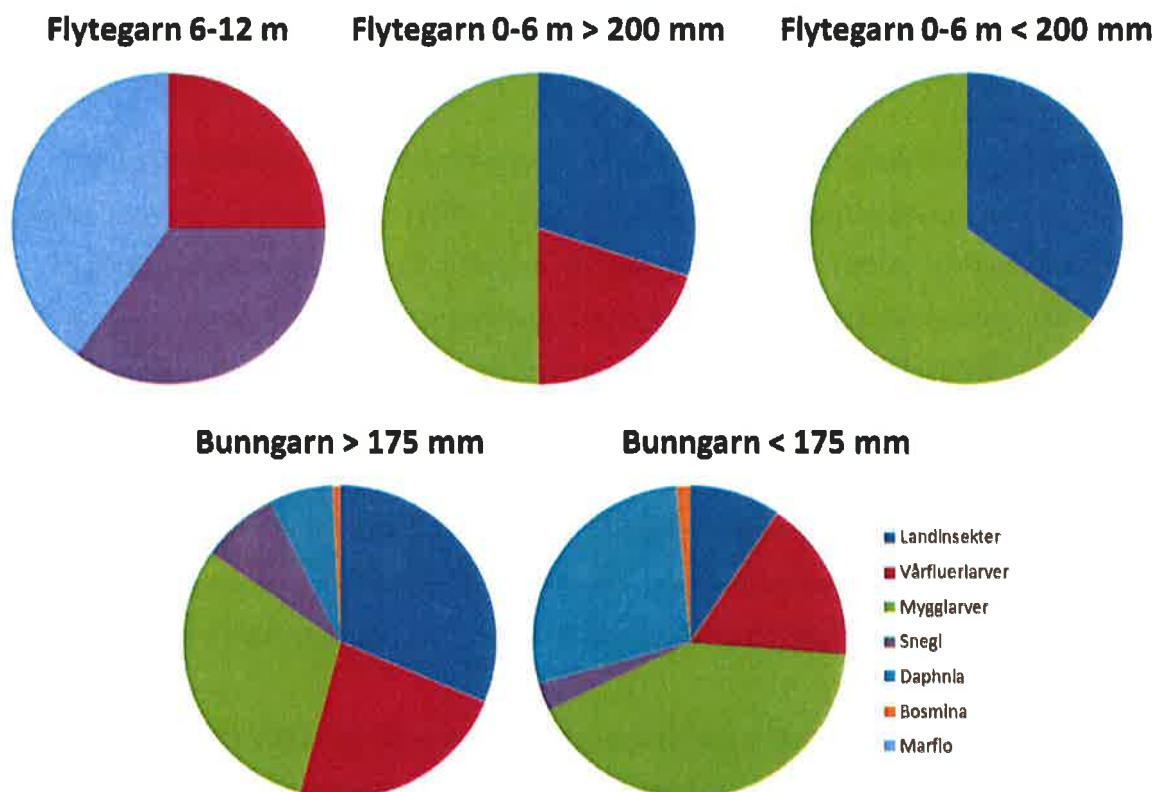 Flytegarn 6-12 m
Flytegarn 0-6 m > 200 mm
Flytegarn 0-6 m < 200 mm
Bunngarn > 175 mm
Bunngarn < 175 mm
Landinsekter
Vårfluerlarver
Mygglarver
Snegl
Daphnia
Bosmina
Marflo